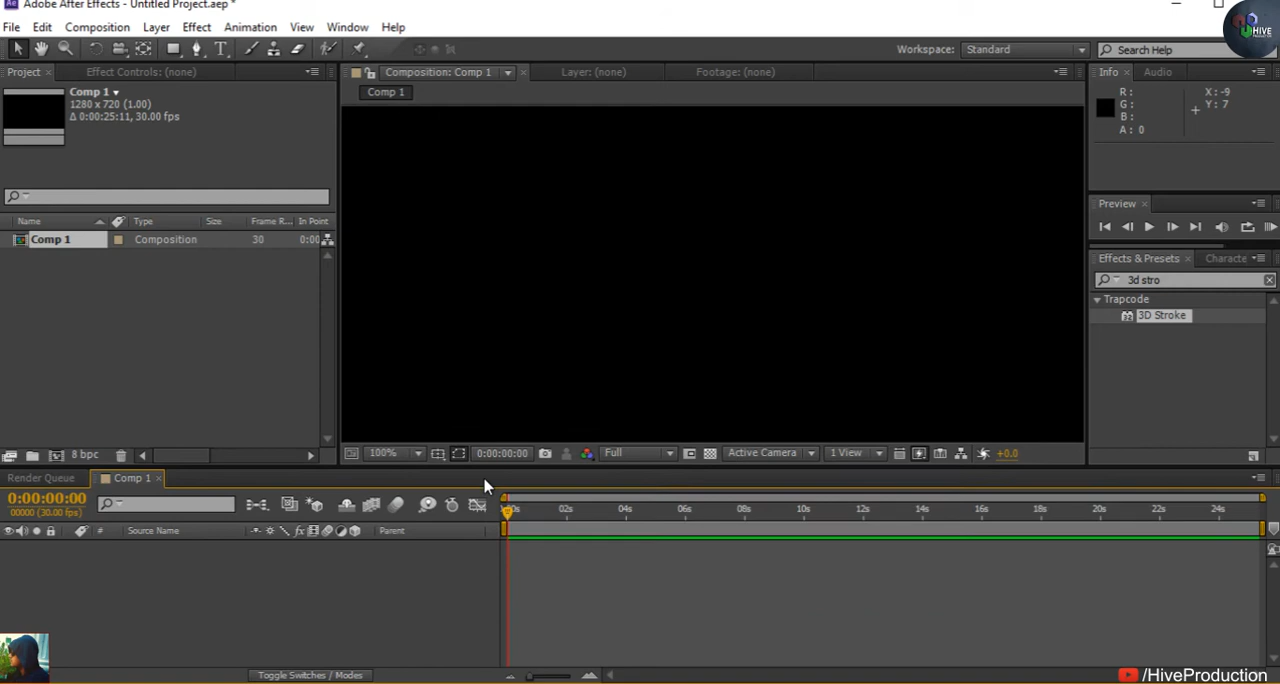 Adobe After Effects - Untitled Project.aep *
File Edit Composition Layer Effect Animation View Window Help
Workspace: Standard Search Help
HIVE
Project Effect Controls: (none) Composition: Comp 1 Layer: (none) Footage: (none) Info Audio
Comp 1
1280 x 720 (1.00)
Δ 0:00:25:11, 30.00 fps
Comp 1
R: X: -9
G: Y: 7
B:
A: 0
Preview
Name Type Size Frame R... In Point
Comp 1 Composition 30 0:00
Effects & Presets Characte
3d stro
Trapcode
3D Stroke
8 bpc
100% 0:00:00:00 Full Active Camera 1 View +0.0
Render Queue Comp 1
0:00:00:00
00000 (30.00 fps)
02s 04s 06s 08s 10s 12s 14s 16s 18s 20s 22s 24s
# Source Name fx Parent
Toggle Switches / Modes
/HiveProduction